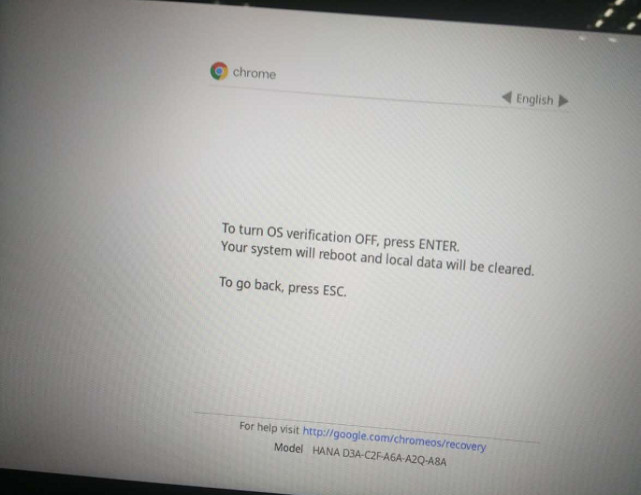 chrome
English
To turn OS verification OFF, press ENTER.
Your system will reboot and local data will be cleared.
To go back, press ESC.
For help visit http://google.com/chromeos/recovery
Model HANA D3A-C2F-A6A-A2Q-A8A